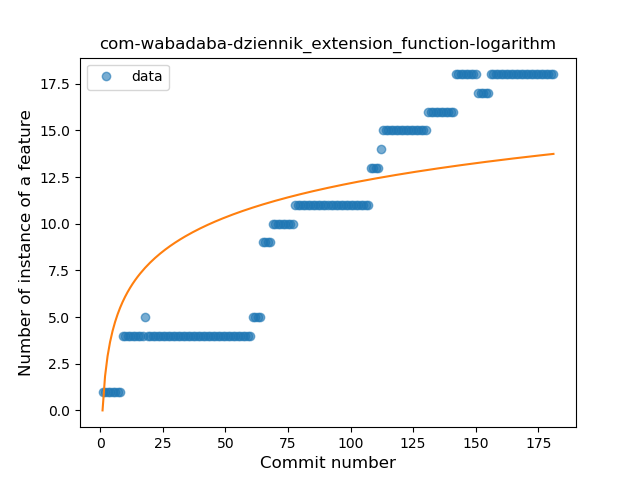 com-wabadaba-dziennik_extension_function-logarithm
data
Number of instance of a feature
17.5
15.0
12.5
10.0
7.5
5.0
2.5
0.0
0 25 50 75 100 125 150 175
Commit number